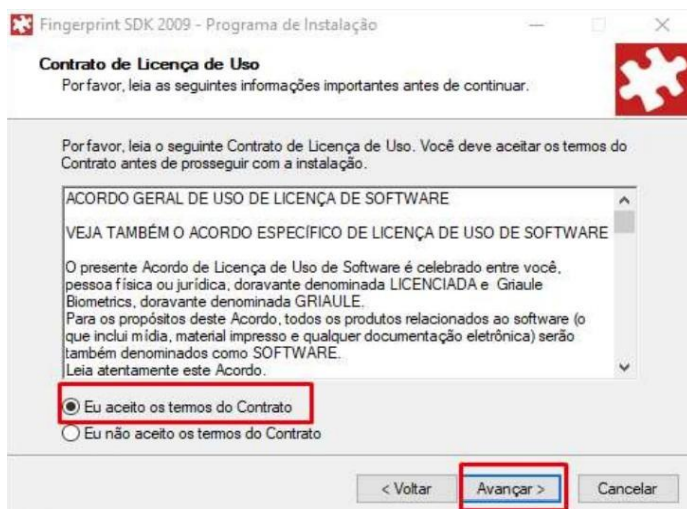 Fingerprint SDK 2009 - Programa de Instalação
Contrato de Licença de Uso
Por favor, leia as seguintes informações importantes antes de continuar.
Por favor, leia o seguinte Contrato de Licença de Uso. Você deve aceitar os termos do
Contrato antes de prosseguir com a instalação.
ACORDO GERAL DE USO DE LICENÇA DE SOFTWARE
VEJA TAMBÉM O ACORDO ESPECÍFICO DE LICENÇA DE USO DE SOFTWARE
O presente Acordo de Licença de Uso de Software é celebrado entre você,
pessoa física ou jurídica, doravante denominada LICENCIADA e Griaule
Biometrics, doravante denominada GRIAULE.
Para os propósitos deste Acordo, todos os produtos relacionados ao software (o
que inclui mídia, material impresso e qualquer documentação eletrônica) serão
também denominados como SOFTWARE.
Leia atentamente este Acordo.
Eu aceito os termos do Contrato
Eu não aceito os termos do Contrato
< Voltar
Avançar >
Cancelar